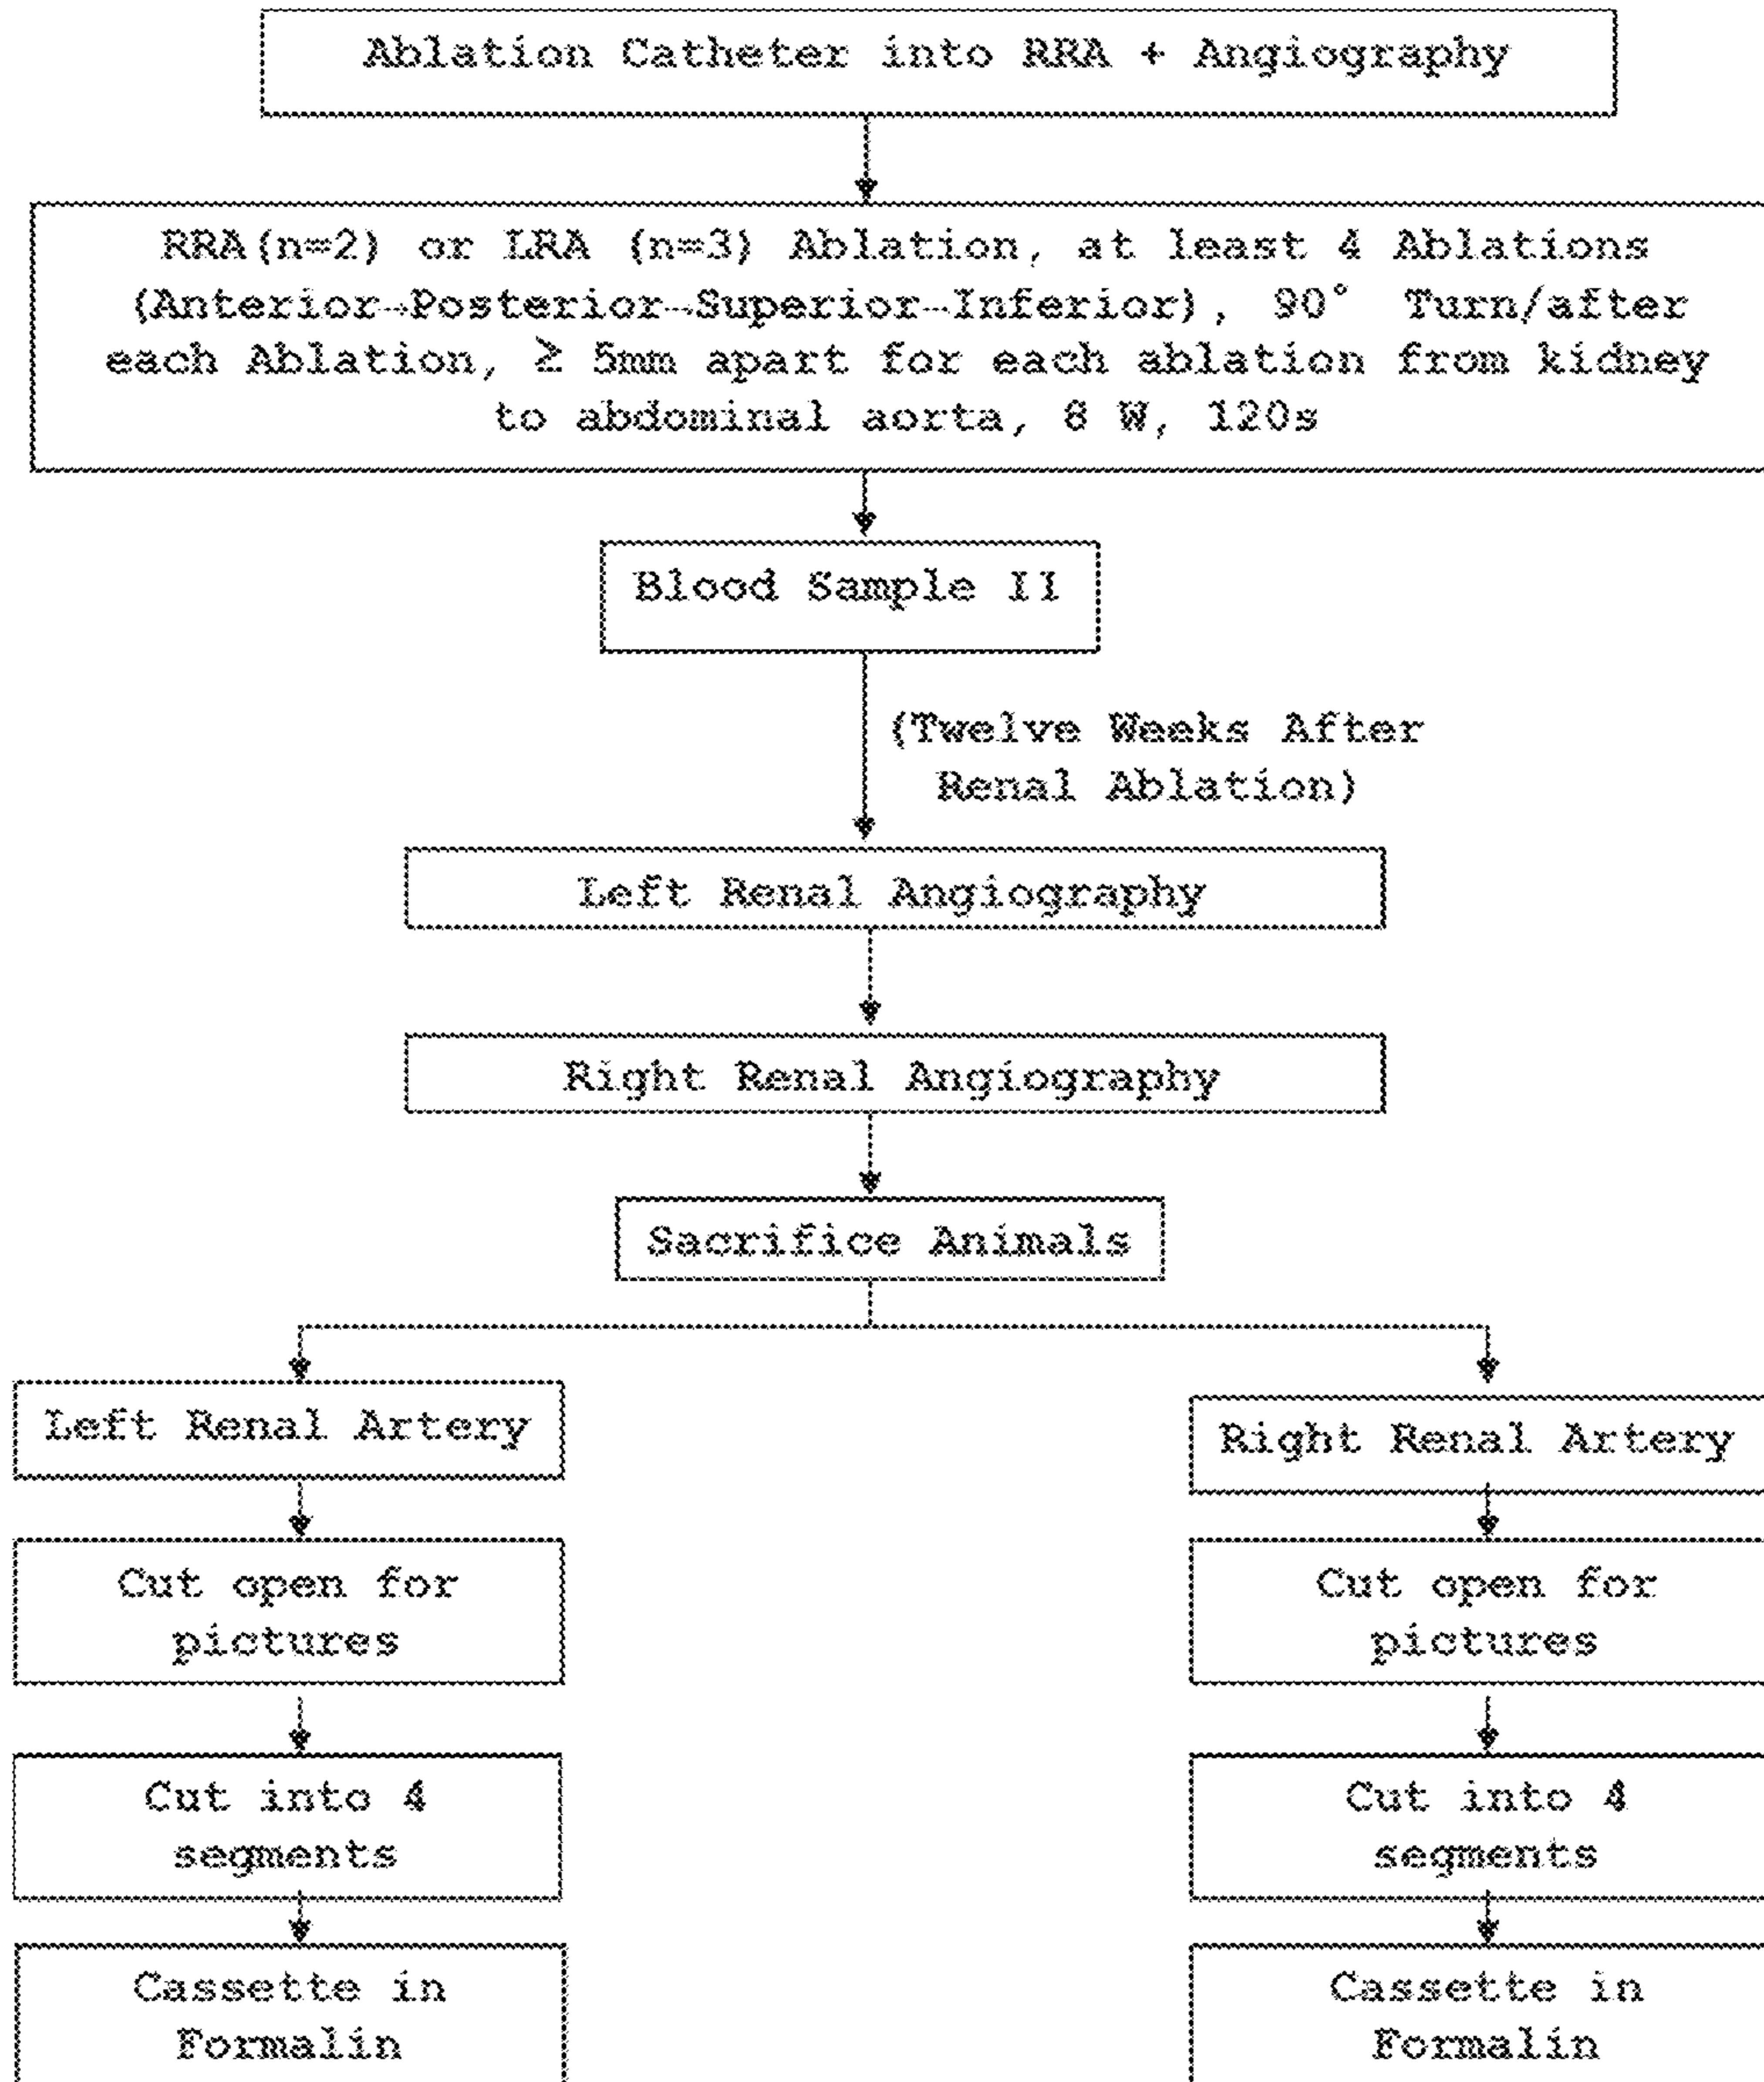 Ablation Catheter into RRA + Angiography
RRA(n=2) or LRA (n=3) Ablation, at least 4 Ablations
(Anterior→Posterior→Superior→Inferior), 90° Turn/after
each Ablation, ≥ 5mm apart for each ablation from kidney
to abdominal aorta, 8 W, 120s
Blood Sample II
(Twelve Weeks After
Renal Ablation)
Left Renal Angiography
Right Renal Angiography
Sacrifice Animals
Left Renal Artery
Cut open for
pictures
Cut into 4
segments
Cassette in
Formalin
Right Renal Artery
Cut open for
pictures
Cut into 4
segments
Cassette in
Formalin